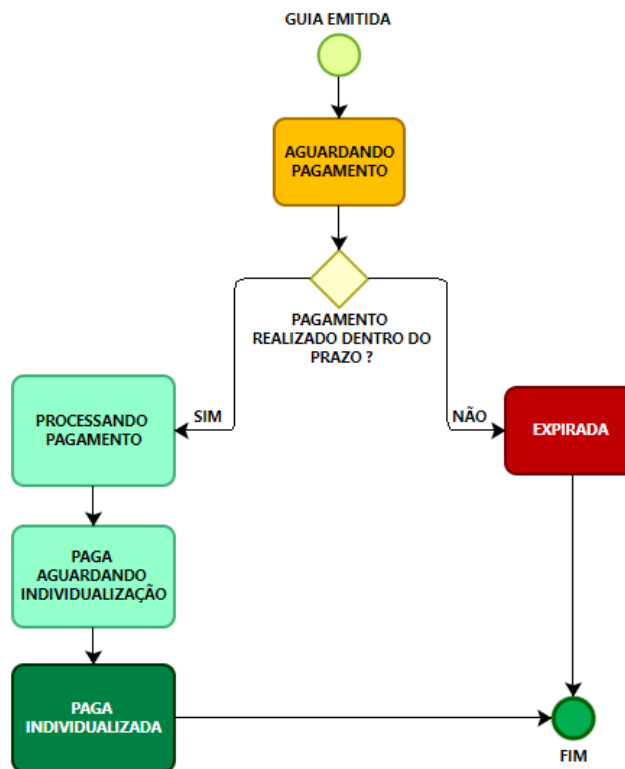 GUIA EMITIDA
AGUARDANDO
PAGAMENTO
PAGAMENTO
REALIZADO DENTRO DO
PRAZO ?
SIM
NÃO
PROCESSANDO
PAGAMENTO
EXPIRADA
PAGA
AGUARDANDO
INDIVIDUALIZAÇÃO
PAGA
INDIVIDUALIZADA
FIM